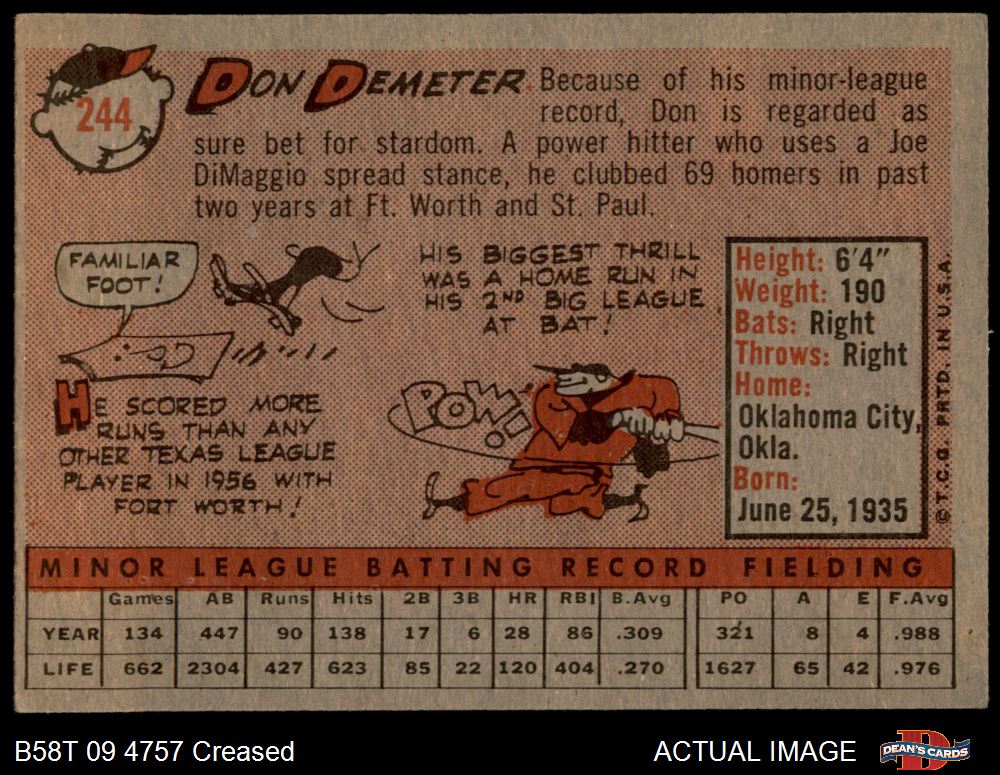 244
DON DEMETER Because of his minor-league
record, Don is regarded as
sure bet for stardom. A power hitter who uses a Joe
DiMaggio spread stance, he clubbed 69 homers in past
two years at Ft. Worth and St. Paul.
FAMILIAR
FOOT!
HE SCORED MORE
RUNS THAN ANY
OTHER TEXAS LEAGUE
PLAYER IN 1956 WITH
FORT WORTH!
HIS BIGGEST THRILL
WAS A HOME RUN IN
HIS 2ND BIG LEAGUE
AT BAT!
POW!
Height: 6'4"
Weight: 190
Bats: Right
Throws: Right
Home:
Oklahoma City,
Okla.
Born:
June 25, 1935
© T.C.G. PRTD. IN U.S.A.
MINOR LEAGUE BATTING RECORD FIELDING
Games AB Runs Hits 2B 3B HR RBI B.Avg PO A E F.Avg
YEAR 134 447 90 138 17 6 28 86 .309 321 8 4 .988
LIFE 662 2304 427 623 85 22 120 404 .270 1627 65 42 .976
B58T 09 4757 Creased ACTUAL IMAGE DEAN'S CARDS